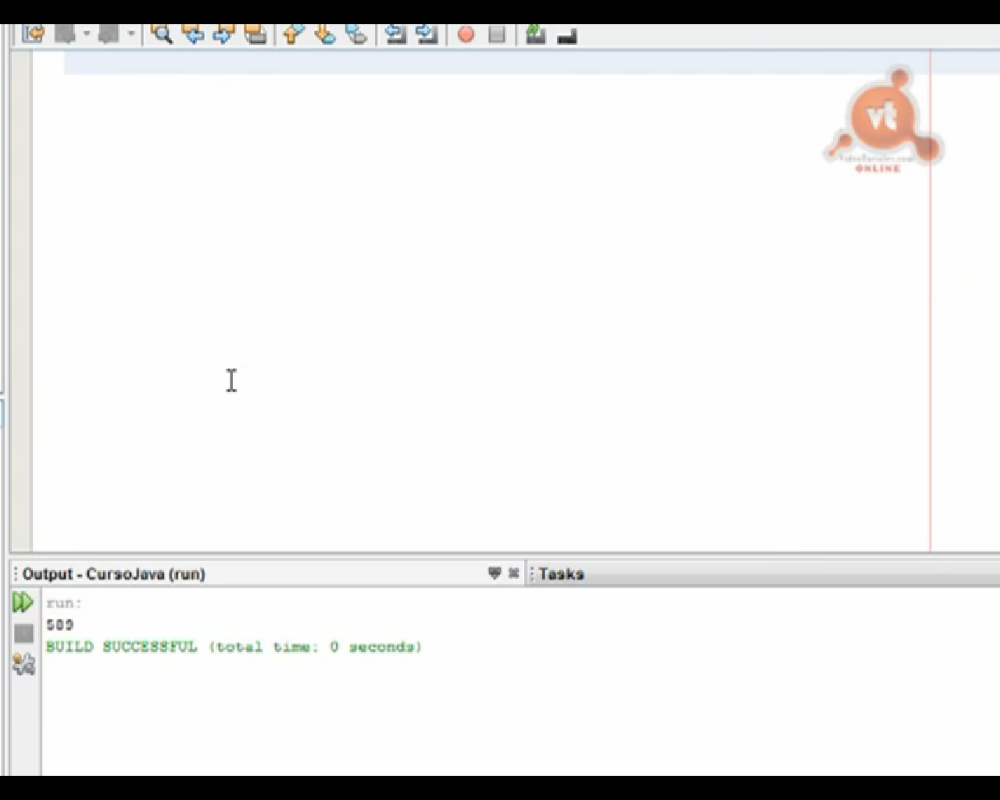 vt
ONLINE
Output - CursoJava (run)
Tasks
run:
509
BUILD SUCCESSFUL (total time: 0 seconds)